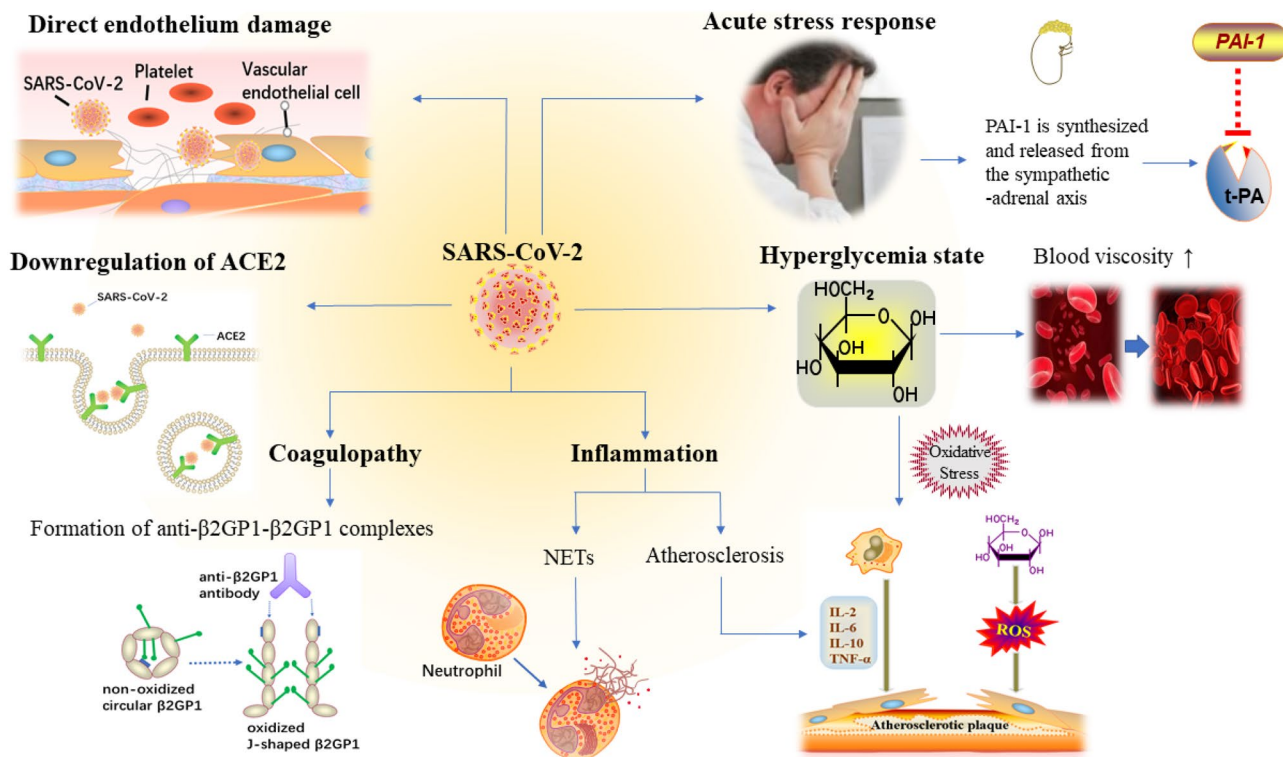 Direct endothelium damage
SARS-CoV-2
Platelet
Vascular
endothelial cell
Acute stress response
PAI-1 is synthesized
and released from
the sympathetic
-adrenal axis
PAI-1
t-PA
Downregulation of ACE2
SARS-CoV-2
ACE2
SARS-CoV-2
Hyperglycemia state
HOCH2
O
OH
OH
HO
OH
Blood viscosity ↑
Coagulopathy
Inflammation
Oxidative
Stress
Formation of anti-β2GP1-β2GP1 complexes
anti-β2GP1
antibody
non-oxidized
circular β2GP1
oxidized
J-shaped β2GP1
NETs
Atherosclerosis
Neutrophil
IL-2
IL-6
IL-10
TNF-α
HOCH2
O
OH
OH
HO
OH
ROS
Atherosclerotic plaque